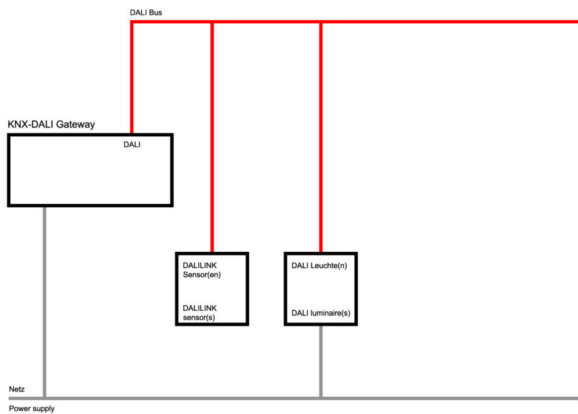 DALI Bus
KNX-DALI Gateway
DALI
DALILINK
Sensor(en)
DALILINK
sensor(s)
DALI Leuchte(n)
DALI luminaire(s)
Netz
Power supply